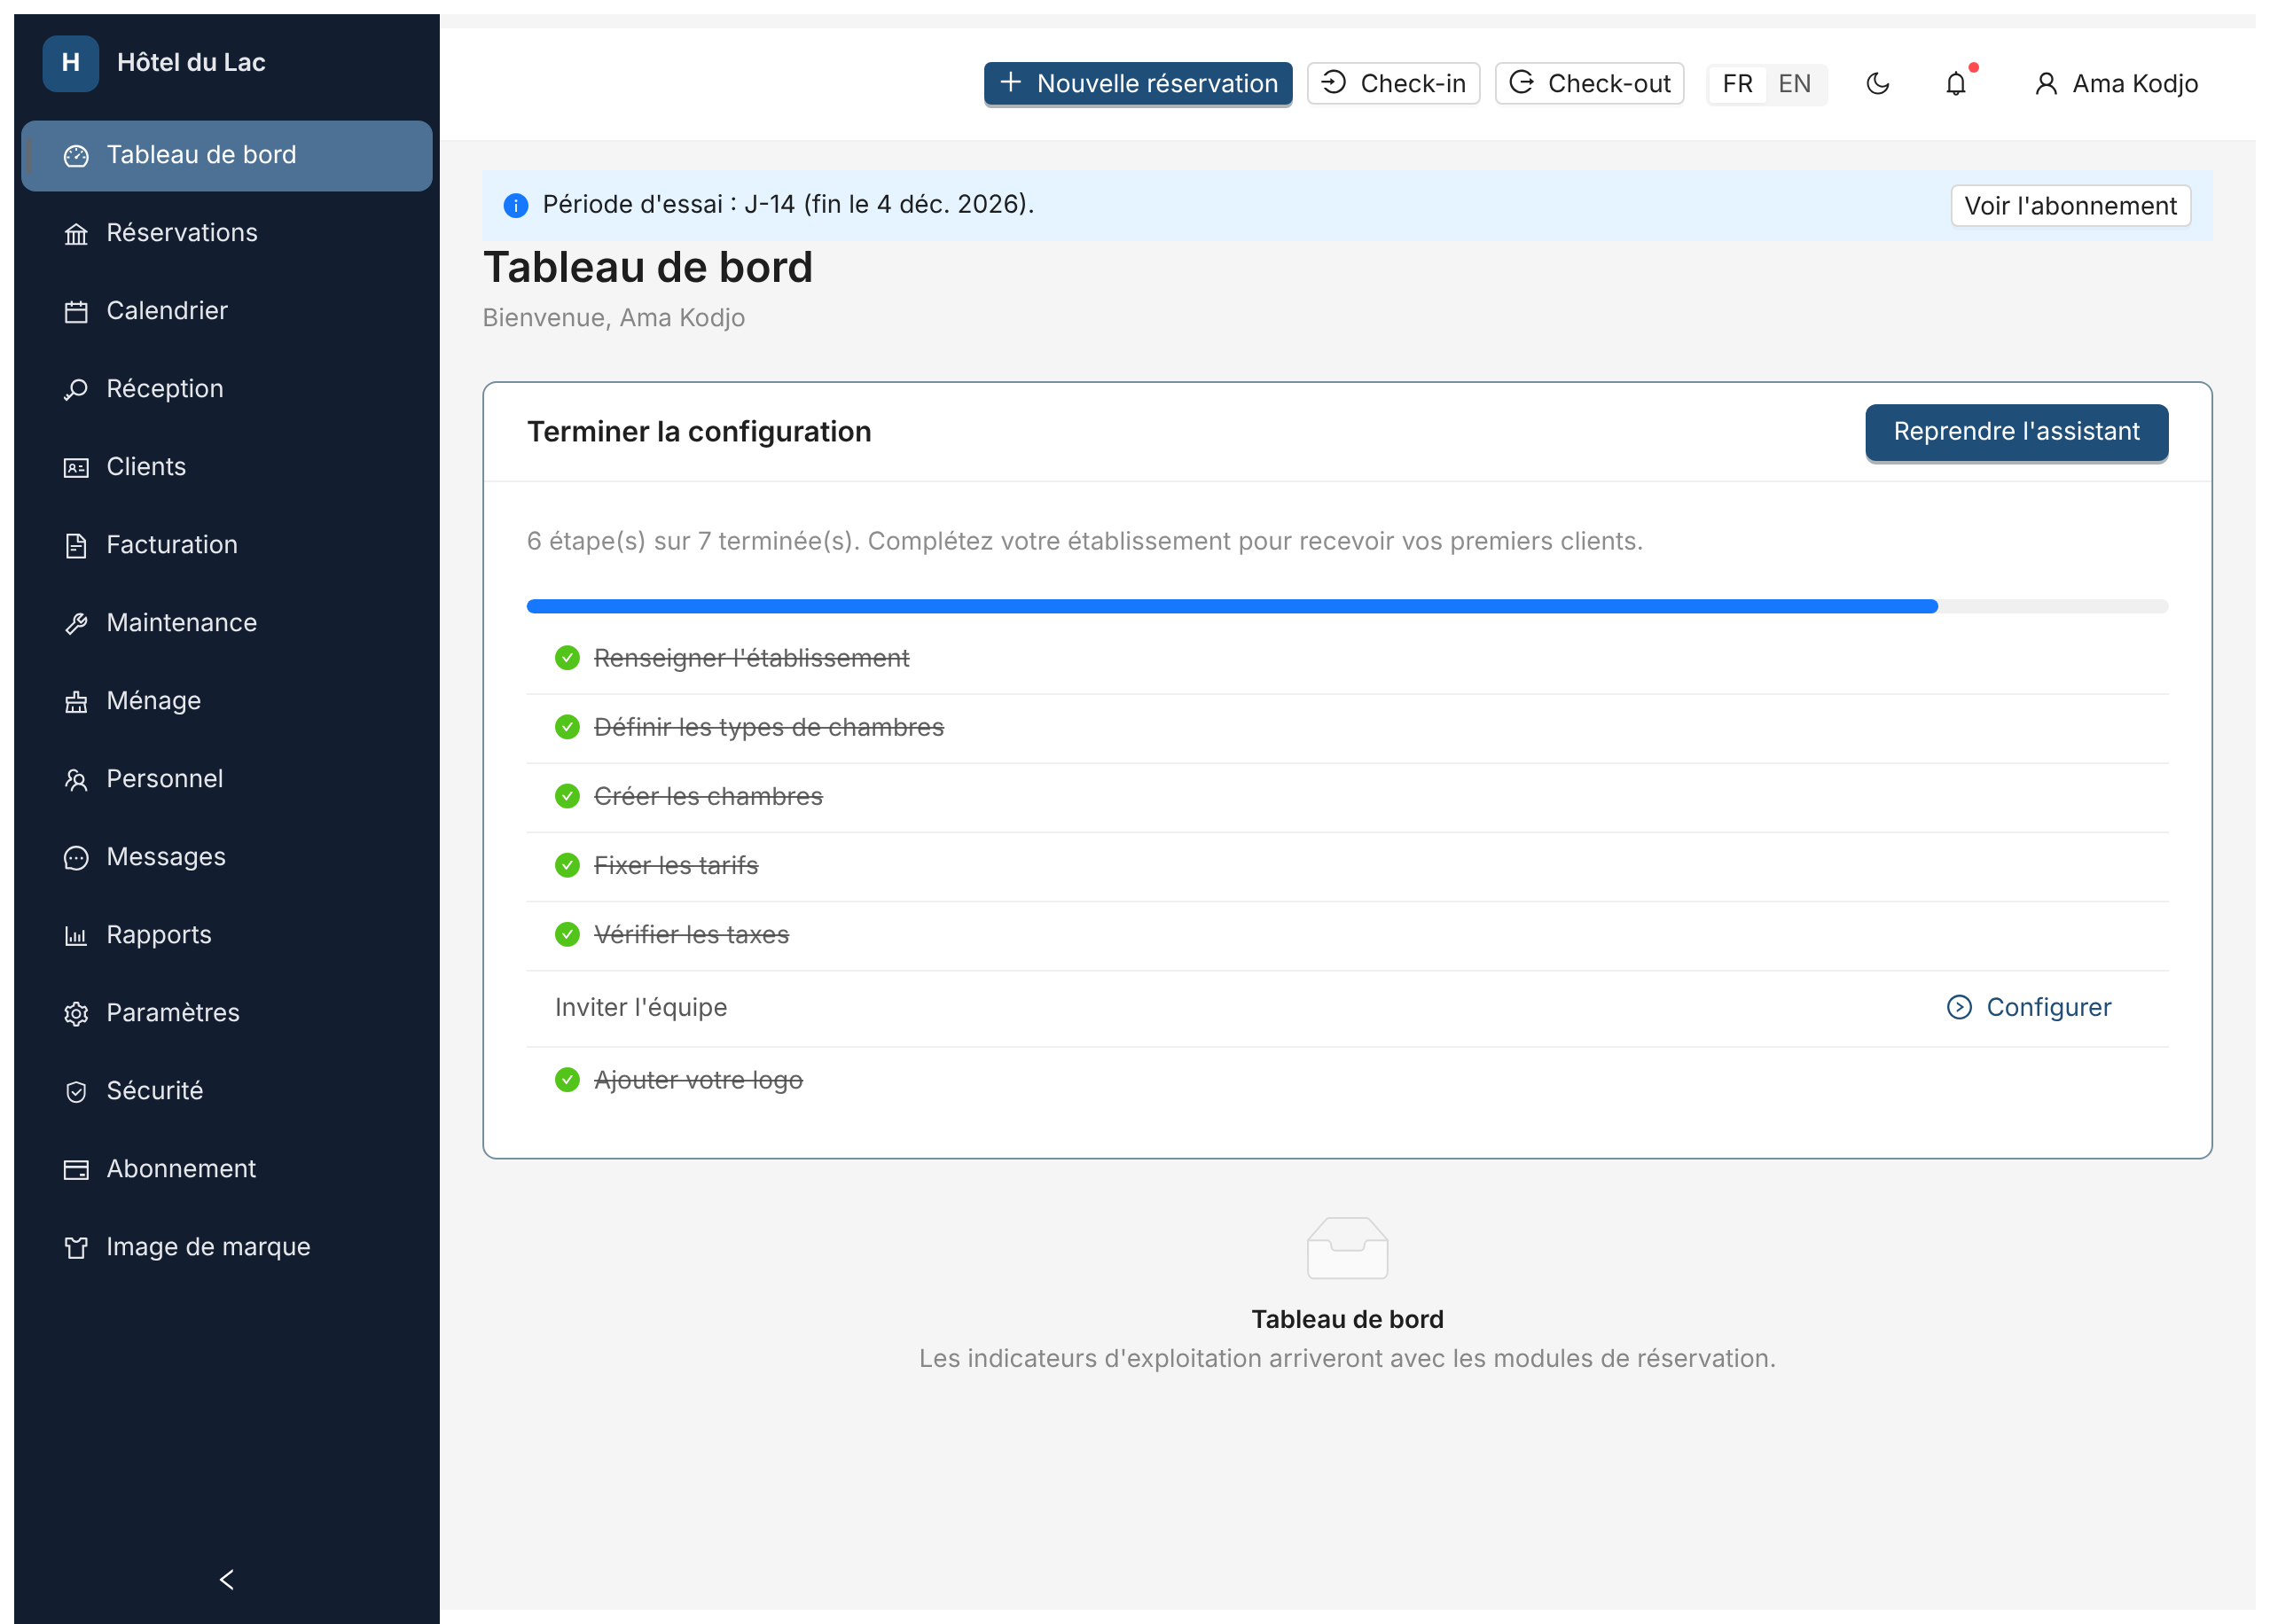 H Hôtel du Lac
Tableau de bord
Réservations
Calendrier
Réception
Clients
Facturation
Maintenance
Ménage
Personnel
Messages
Rapports
Paramètres
Sécurité
Abonnement
Image de marque
Nouvelle réservation Check-in Check-out FR EN Ama Kodjo
Période d'essai : J-14 (fin le 4 déc. 2026). Voir l'abonnement
Tableau de bord
Bienvenue, Ama Kodjo
Terminer la configuration Reprendre l'assistant
6 étape(s) sur 7 terminée(s). Complétez votre établissement pour recevoir vos premiers clients.
Renseigner l'établissement
Définir les types de chambres
Créer les chambres
Fixer les tarifs
Vérifier les taxes
Inviter l'équipe Configurer
Ajouter votre logo
Tableau de bord
Les indicateurs d'exploitation arriveront avec les modules de réservation.